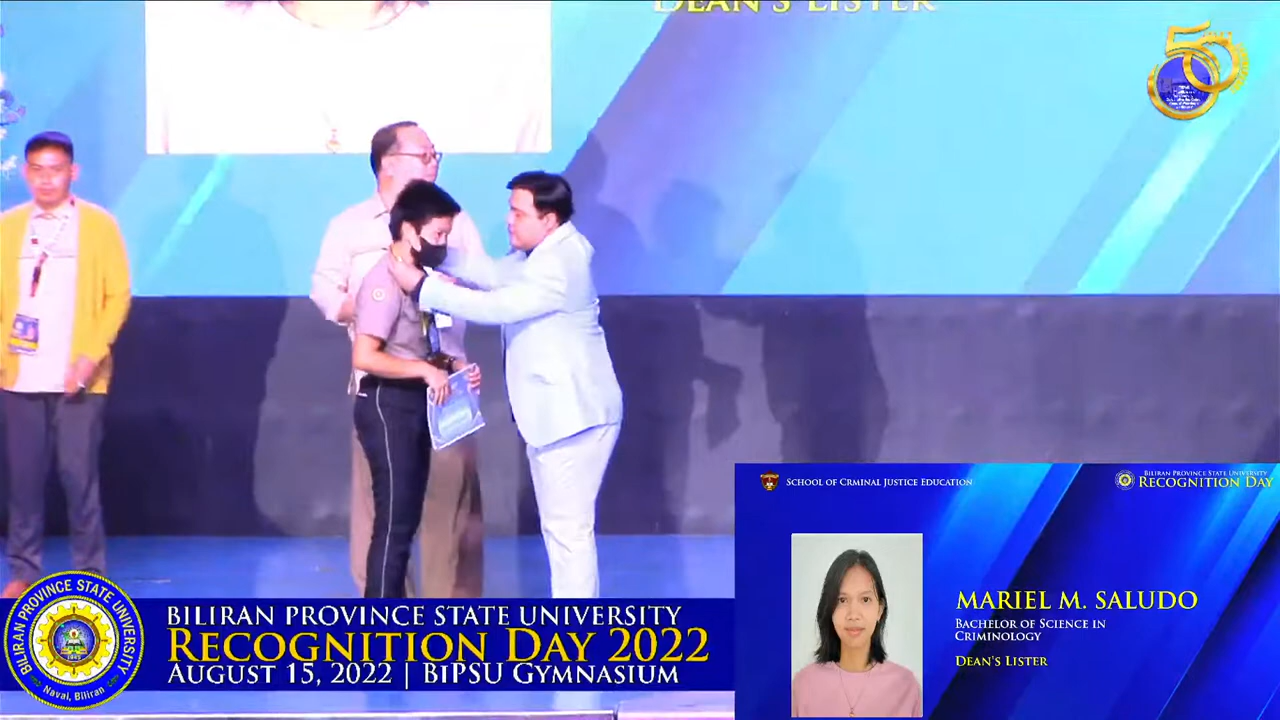 DEAN'S LISTER
50
SCHOOL OF CRMINAL JUSTICE EDUCATION
BILIRAN PROVINCE STATE UNIVERSITY
RECOGNITION DAY
MARIEL M. SALUDO
BACHELOR OF SCIENCE IN
CRIMINOLOGY
DEAN'S LISTER
BILIRAN PROVINCE STATE UNIVERSITY
Naval, Biliran
BILIRAN PROVINCE STATE UNIVERSITY
RECOGNITION DAY 2022
AUGUST 15, 2022 | BIPSU GYMNASIUM